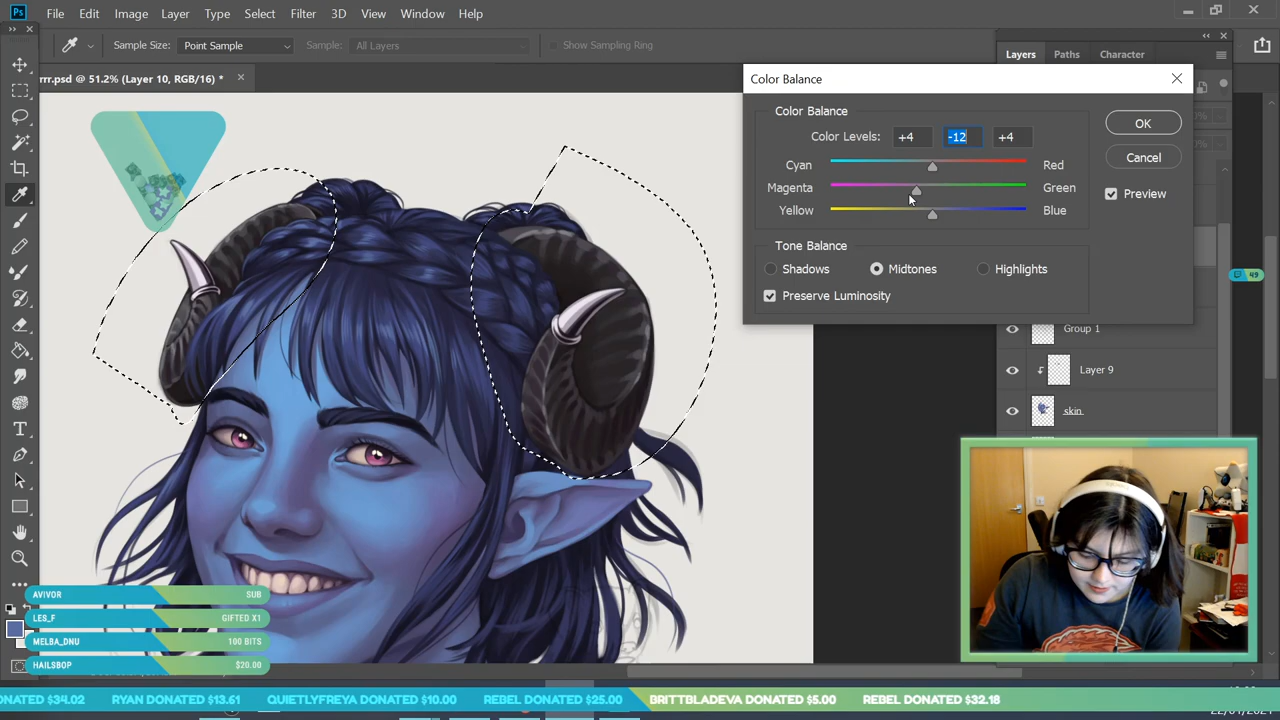 Ps File Edit Image Layer Type Select Filter 3D View Window Help
Sample Size: Point Sample Sample: All Layers Show Sampling Ring
rrr.psd @ 51.2% (Layer 10, RGB/16) *
Layers Paths Character
Color Balance
Color Balance
Color Levels: +4 -12 +4
Cyan Red
Magenta Green
Yellow Blue
Tone Balance
Shadows Midtones Highlights
Preserve Luminosity
OK
Cancel
Preview
49
Group 1
Layer 9
skin
AVIVOR SUB
LES_F GIFTED X1
MELBA_DNU 100 BITS
HAILSBOP $20.00
ONATED $34.02 RYAN DONATED $13.61 QUIETLYFREYA DONATED $10.00 REBEL DONATED $25.00 BRITTBLADEVA DONATED $5.00 REBEL DONATED $32.18